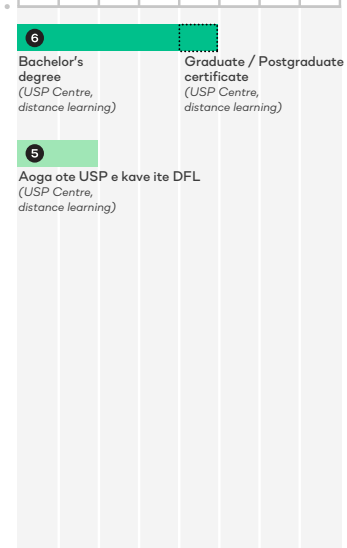 6
Bachelor's
degree
(USP Centre,
distance learning)
Graduate / Postgraduate
certificate
(USP Centre,
distance learning)
5
Aoga ote USP e kave ite DFL
(USP Centre,
distance learning)